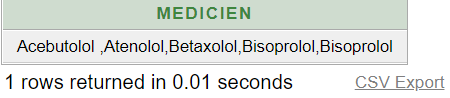 MEDICIEN
Acebutolol ,Atenolol,Betaxolol,Bisoprolol,Bisoprolol
1 rows returned in 0.01 seconds CSV Export